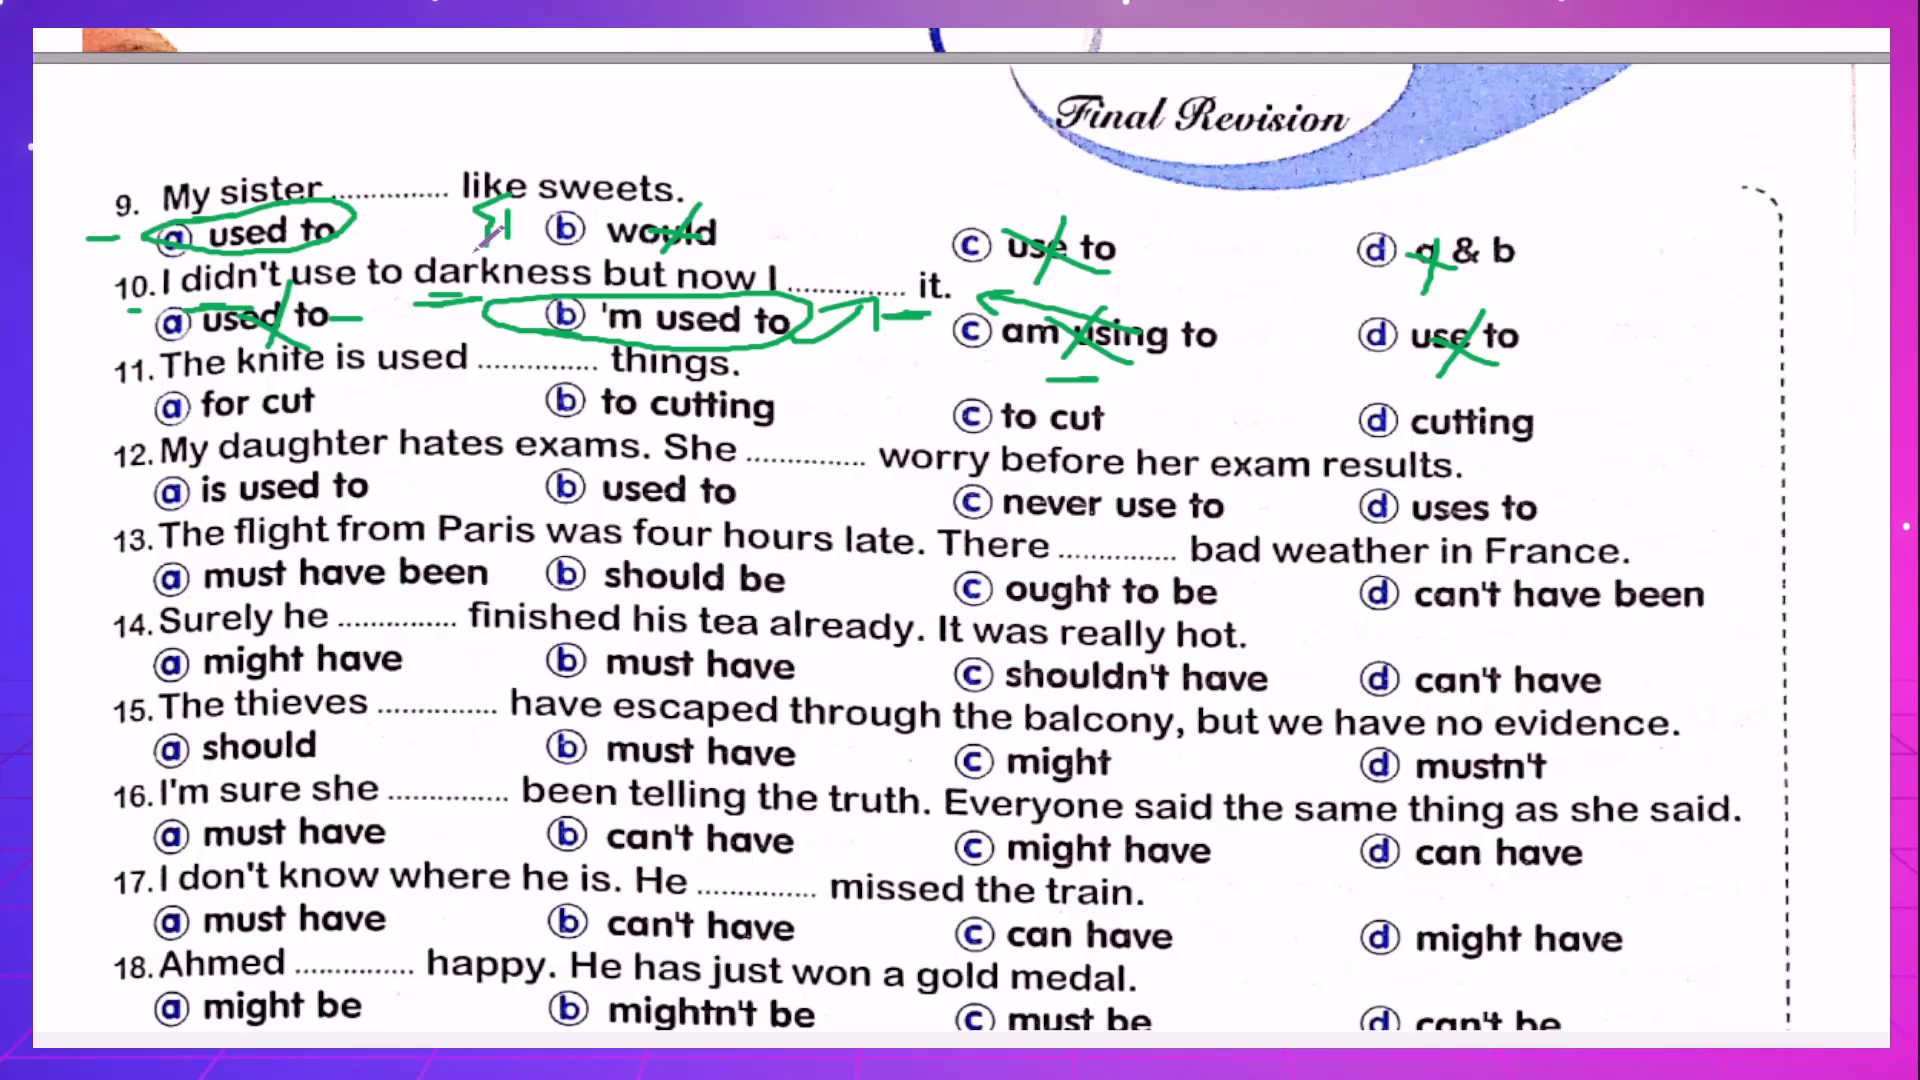 Final Revision
9. My sister .............. like sweets.
a used to b would c use to d a & b
10. I didn't use to darkness but now I .............. it.
a used to b 'm used to c am using to d use to
11. The knife is used .............. things.
a for cut b to cutting c to cut d cutting
12. My daughter hates exams. She .............. worry before her exam results.
a is used to b used to c never use to d uses to
13. The flight from Paris was four hours late. There .............. bad weather in France.
a must have been b should be c ought to be d can't have been
14. Surely he .............. finished his tea already. It was really hot.
a might have b must have c shouldn't have d can't have
15. The thieves .............. have escaped through the balcony, but we have no evidence.
a should b must have c might d mustn't
16. I'm sure she .............. been telling the truth. Everyone said the same thing as she said.
a must have b can't have c might have d can have
17. I don't know where he is. He .............. missed the train.
a must have b can't have c can have d might have
18. Ahmed .............. happy. He has just won a gold medal.
a might be b mightn't be c must be d can't be